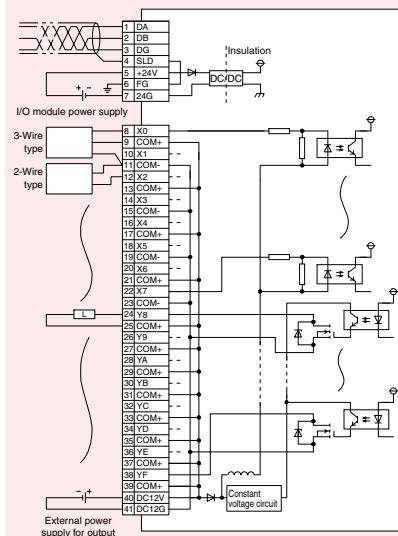 1 DA
2 DB
3 DG
4 SLD
5 +24V
6 FG
7 24G
Insulation
DC/DC
+ -
I/O module power supply
3-Wire
type
2-Wire
type
8 X0
9 COM+
10 X1
11 COM-
12 X2
13 COM+
14 X3
15 COM-
16 X4
17 COM+
18 X5
19 COM-
20 X6
21 COM+
22 X7
23 COM-
24 Y8
25 COM+
26 Y9
27 COM+
28 YA
29 COM+
30 YB
31 COM+
32 YC
33 COM+
34 YD
35 COM+
36 YE
37 COM+
38 YF
39 COM+
40 DC12V
41 DC12G
L
- +
Constant
voltage circuit
External power
supply for output